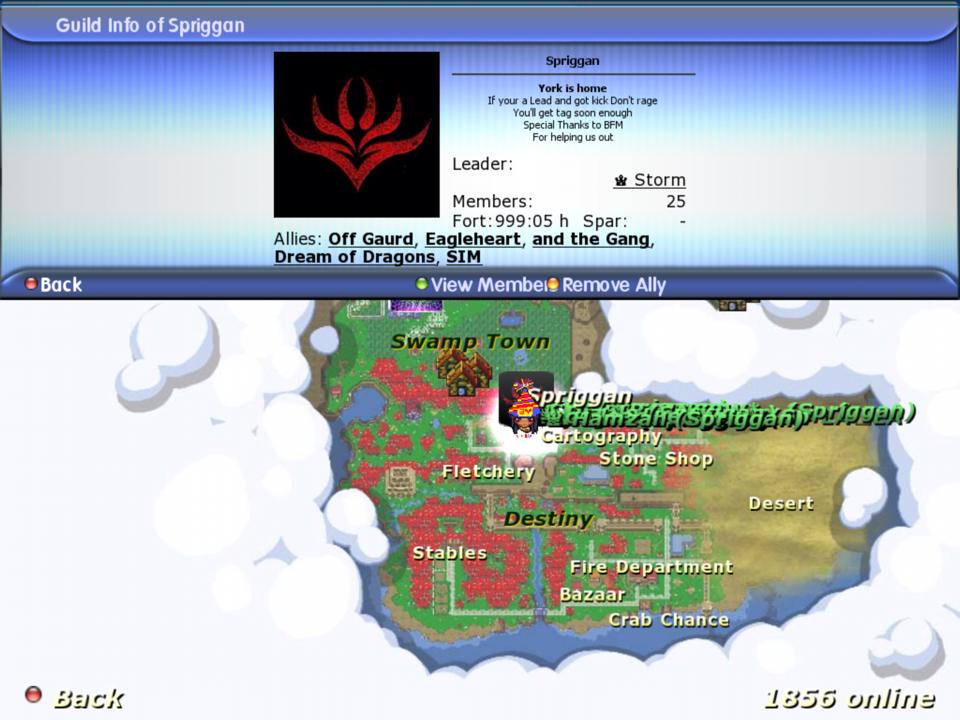 Guild Info of Spriggan
Spriggan
York is home
If your a Lead and got kick Don't rage
You'll get tag soon enough
Special Thanks to BFM
For helping us out
Leader:
Storm
Members: 25
Fort: 999:05 h Spar: -
Allies: Off Gaurd, Eagleheart, and the Gang,
Dream of Dragons, SIM
Back
View Member
Remove Ally
Swamp Town
Spriggan
(Spriggan)
(Spriggan)
Cartography
Stone Shop
Fletchery
Desert
Destiny
Stables
Fire Department
Bazaar
Crab Chance
Back
1856 online